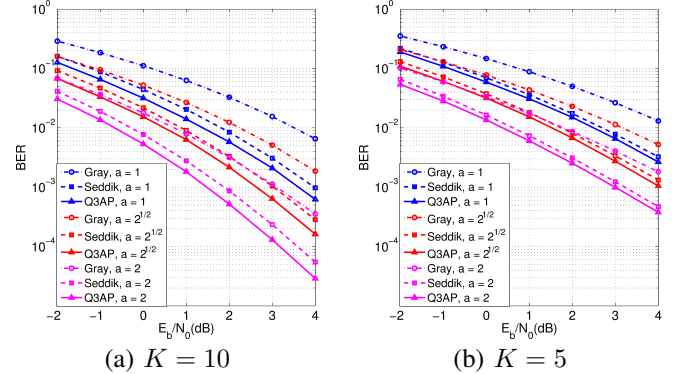 10^0
10^-1
10^-2
10^-3
10^-4
BER
Gray, a = 1
Seddik, a = 1
Q3AP, a = 1
Gray, a = 2^1/2
Seddik, a = 2^1/2
Q3AP, a = 2^1/2
Gray, a = 2
Seddik, a = 2
Q3AP, a = 2
−2 −1 0 1 2 3 4
E_b/N_0(dB)
(a) K = 10
10^0
10^-1
10^-2
10^-3
10^-4
BER
Gray, a = 1
Seddik, a = 1
Q3AP, a = 1
Gray, a = 2^1/2
Seddik, a = 2^1/2
Q3AP, a = 2^1/2
Gray, a = 2
Seddik, a = 2
Q3AP, a = 2
−2 −1 0 1 2 3 4
E_b/N_0(dB)
(b) K = 5